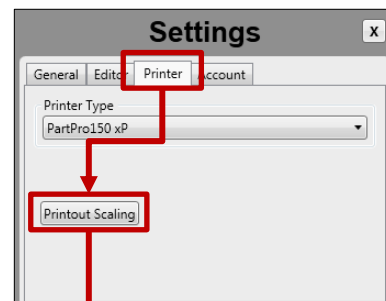 Settings
X
General Editor Printer Account
Printer Type
PartPro150 xP
Printout Scaling